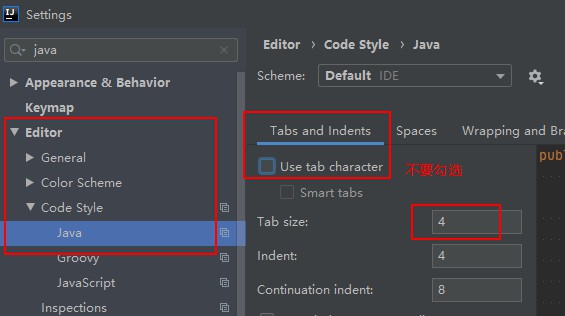 IJ
Settings
java
Appearance & Behavior
Keymap
Editor
General
Color Scheme
Code Style
Java
Groovy
JavaScript
Inspections
Editor › Code Style › Java
Scheme: Default IDE
Tabs and Indents Spaces Wrapping and Bra
Use tab character 不要勾选
publ
Smart tabs
Tab size: 4
Indent: 4
Continuation indent: 8